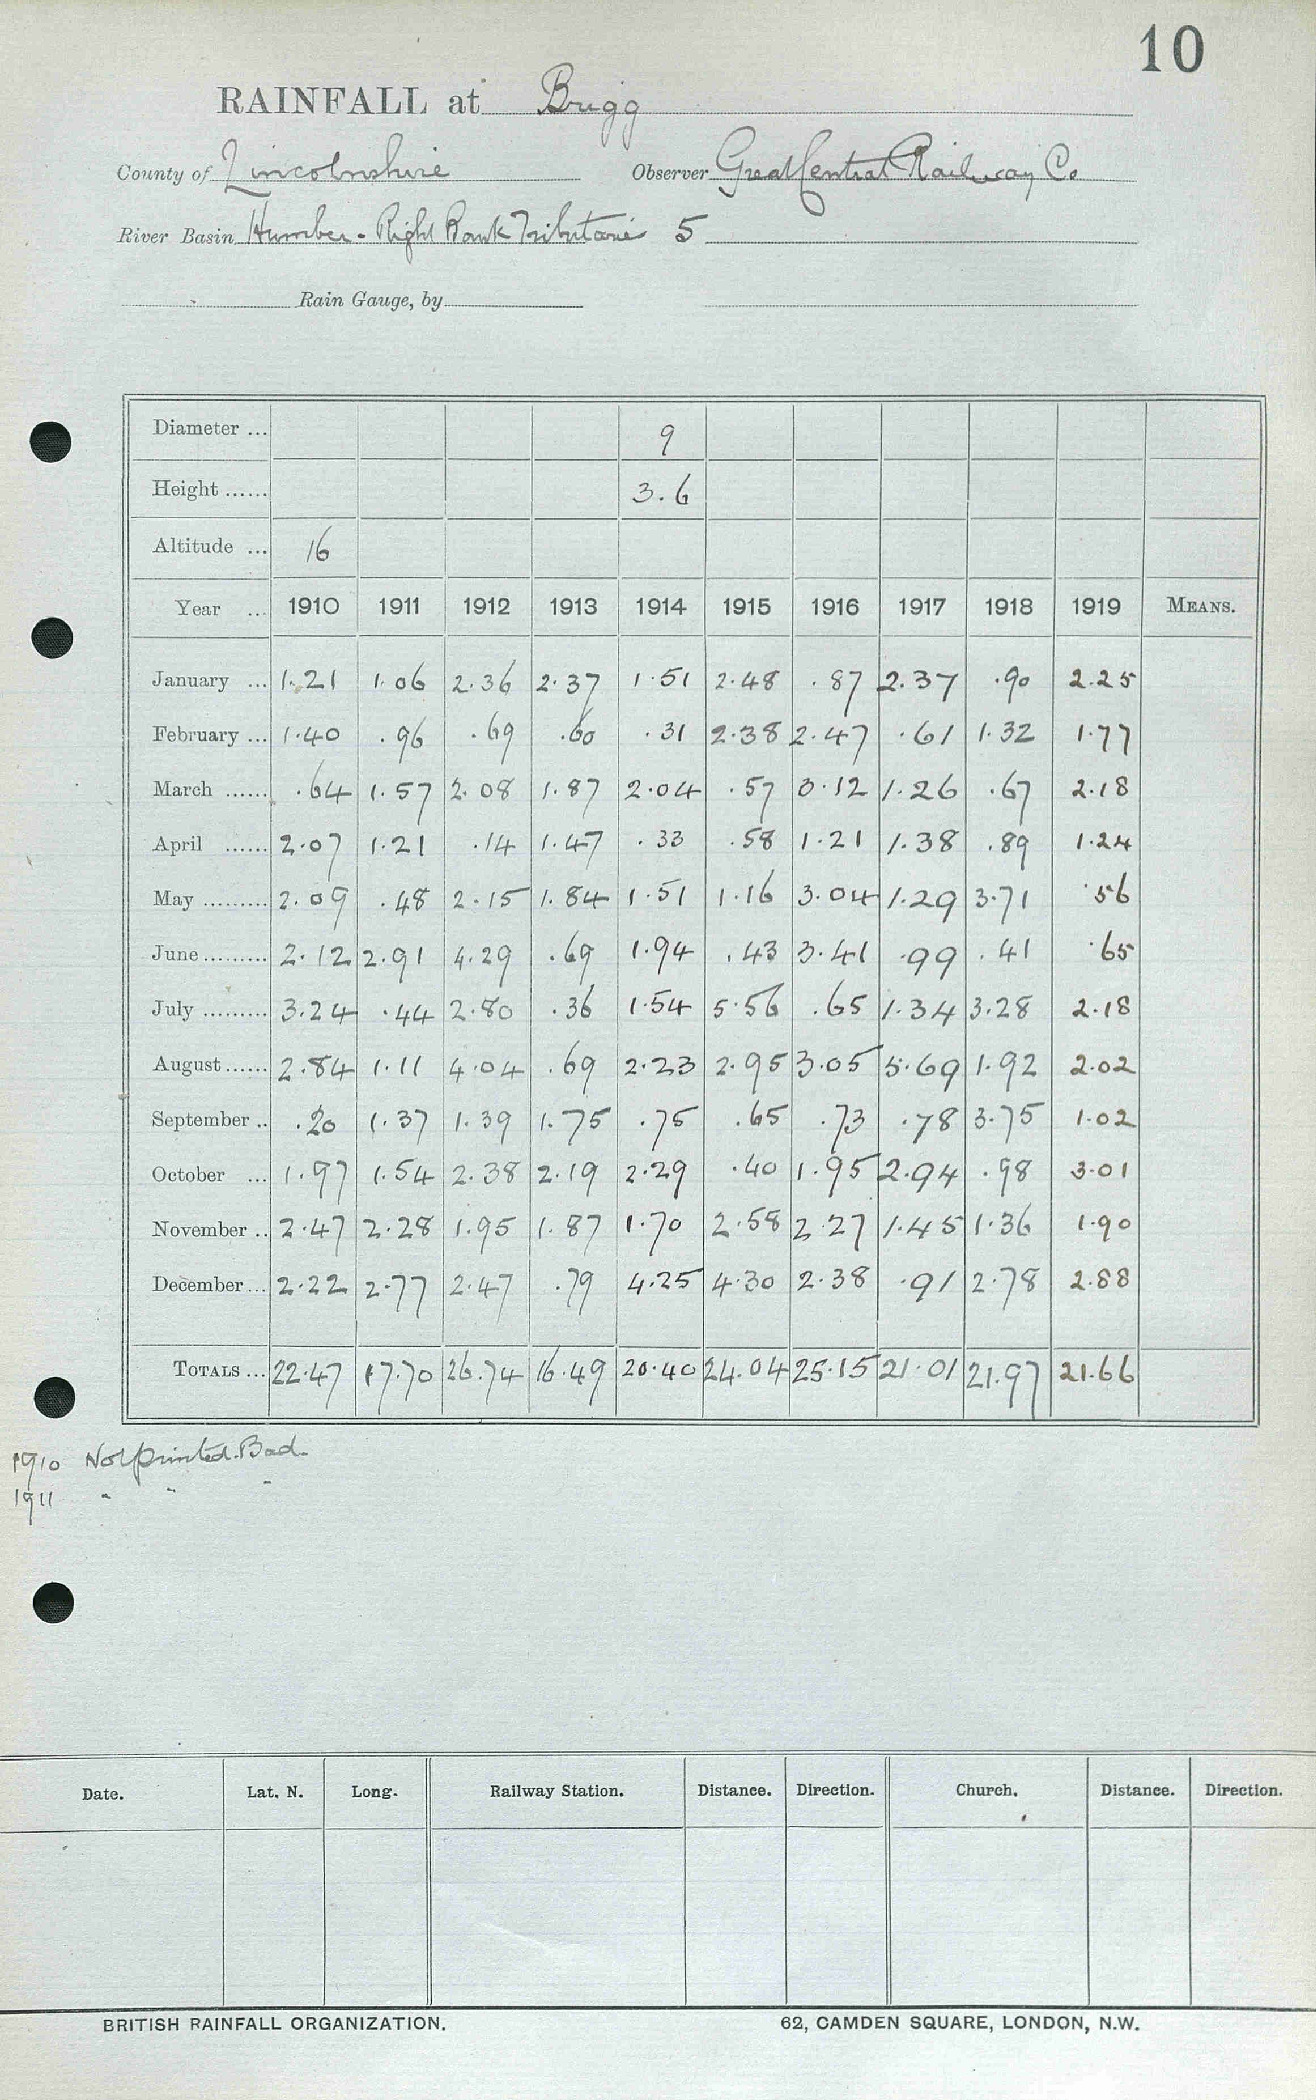 10
RAINFALL at Brigg
County of Lincolnshire Observer Great Central Railway Co
River Basin Humber - Right Bank Tributaries 5
Rain Gauge, by
Diameter ... 9
Height ...... 3.6
Altitude ... 16
Year ... 1910 1911 1912 1913 1914 1915 1916 1917 1918 1919 MEANS.
January ... 1.21 1.06 2.36 2.37 1.51 2.48 .87 2.37 .90 2.25
February ... 1.40 .96 .69 .60 .31 2.38 2.47 .61 1.32 1.77
March ...... .64 1.57 2.08 1.87 2.04 .57 3.12 1.26 .67 2.18
April ...... 2.07 1.21 .14 1.47 .33 .58 1.21 1.38 .89 1.24
May ......... 2.09 .48 2.15 1.84 1.51 1.16 3.04 1.29 3.71 .56
June ......... 2.12 2.91 4.29 .69 1.94 .43 3.41 .99 .41 .65
July ......... 3.24 .44 2.80 .36 1.54 5.56 .65 1.34 3.28 2.18
August ...... 2.84 1.11 4.04 .69 2.23 2.95 3.05 5.69 1.92 2.02
September .. .20 1.37 1.39 1.75 .75 .65 .73 .78 3.75 1.02
October ... 1.97 1.54 2.38 2.19 2.29 .40 1.95 2.94 .98 3.01
November .. 2.47 2.28 1.95 1.87 1.70 2.58 2.27 1.45 1.36 1.90
December ... 2.22 2.77 2.47 .79 4.25 4.30 2.38 .91 2.78 2.88
TOTALS ... 22.47 17.70 26.74 16.49 20.40 24.04 25.15 21.01 21.97 21.66
1910 Not printed. Bad.
1911 " " "
Date. Lat. N. Long. Railway Station. Distance. Direction. Church. Distance. Direction.
BRITISH RAINFALL ORGANIZATION. 62, CAMDEN SQUARE, LONDON, N.W.